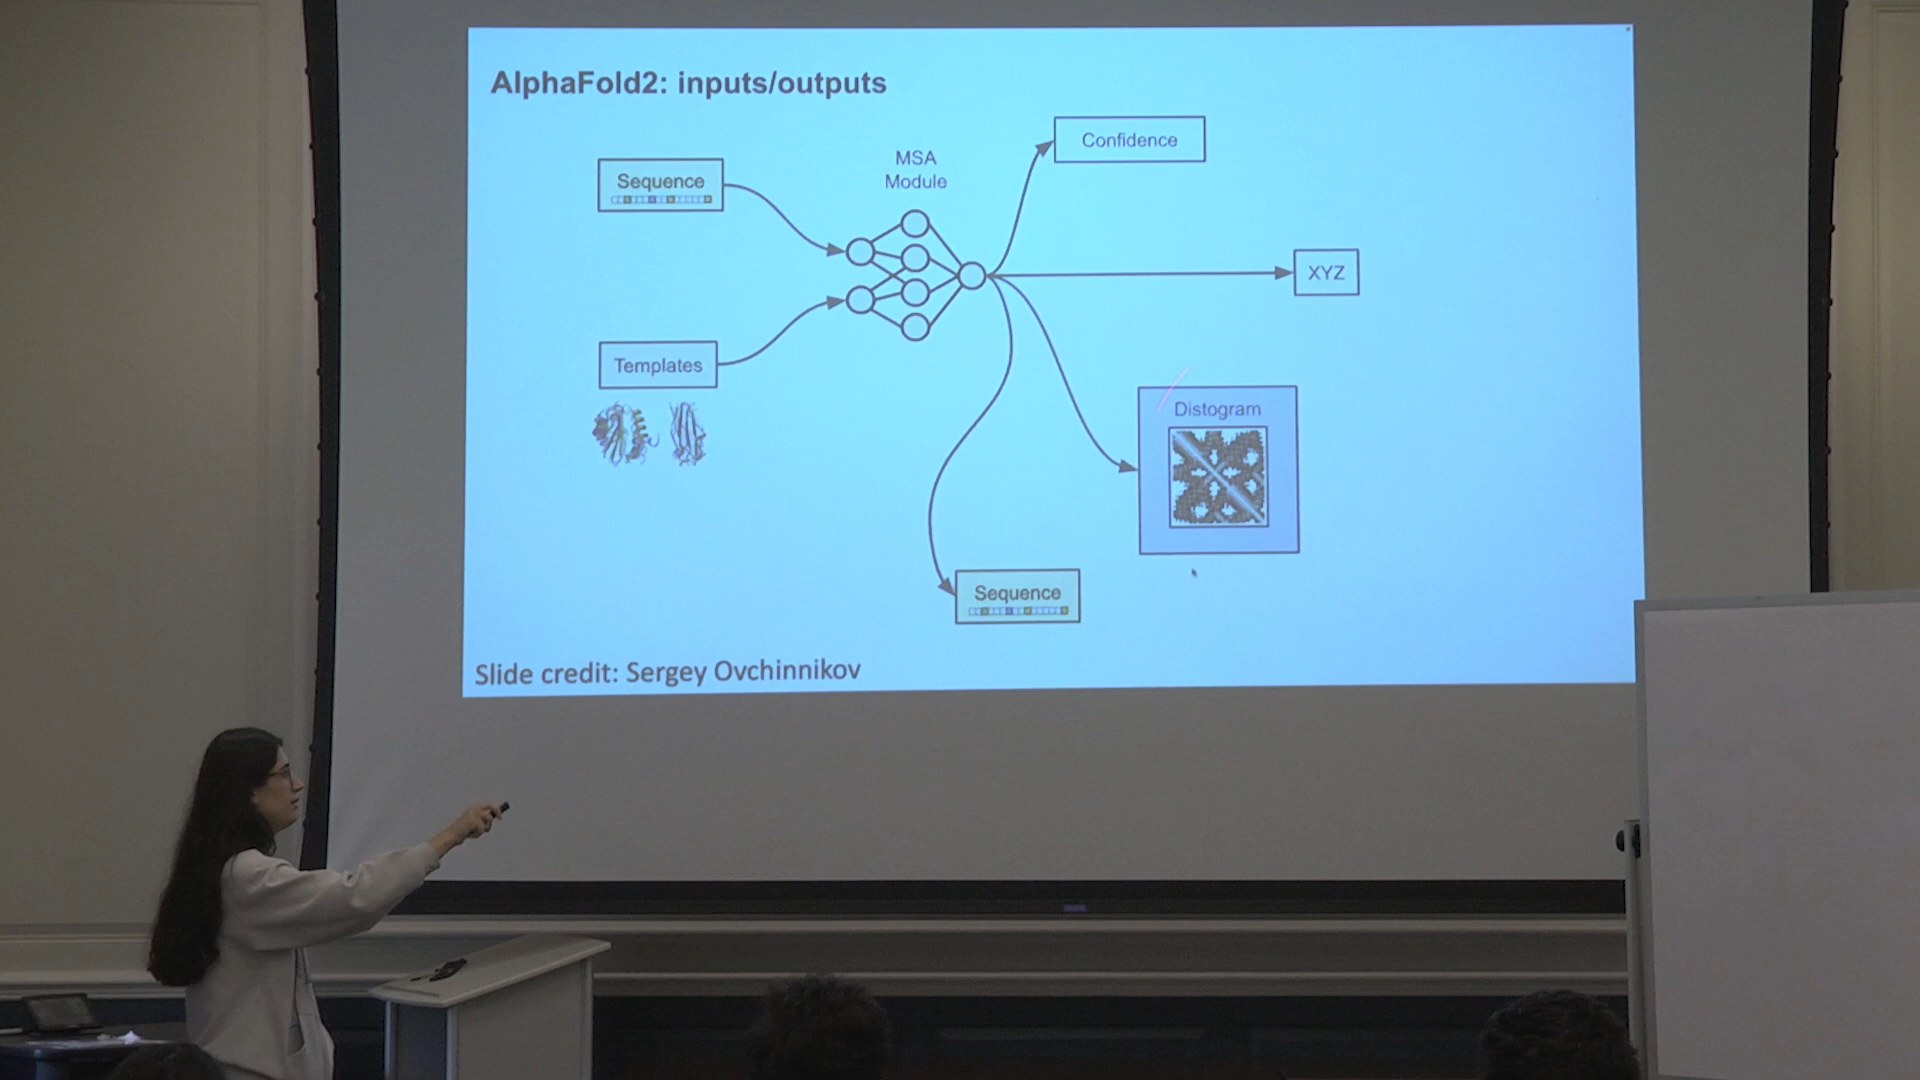 AlphaFold2: inputs/outputs
Confidence
MSA
Module
Sequence
XYZ
Templates
Distogram
Sequence
Slide credit: Sergey Ovchinnikov